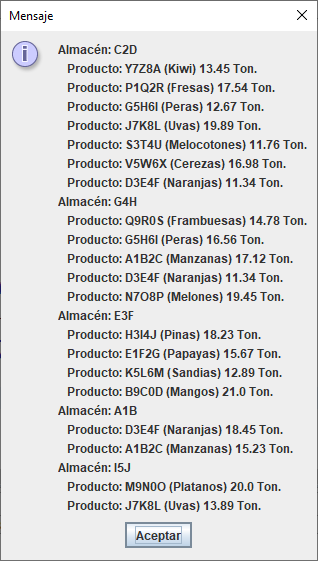 Mensaje
Almacén: C2D
Producto: Y7Z8A (Kiwi) 13.45 Ton.
Producto: P1Q2R (Fresas) 17.54 Ton.
Producto: G5H6I (Peras) 12.67 Ton.
Producto: J7K8L (Uvas) 19.89 Ton.
Producto: S3T4U (Melocotones) 11.76 Ton.
Producto: V5W6X (Cerezas) 16.98 Ton.
Producto: D3E4F (Naranjas) 11.34 Ton.
Almacén: G4H
Producto: Q9R0S (Frambuesas) 14.78 Ton.
Producto: G5H6I (Peras) 16.56 Ton.
Producto: A1B2C (Manzanas) 17.12 Ton.
Producto: D3E4F (Naranjas) 11.34 Ton.
Producto: N7O8P (Melones) 19.45 Ton.
Almacén: E3F
Producto: H3I4J (Pinas) 18.23 Ton.
Producto: E1F2G (Papayas) 15.67 Ton.
Producto: K5L6M (Sandias) 12.89 Ton.
Producto: B9C0D (Mangos) 21.0 Ton.
Almacén: A1B
Producto: D3E4F (Naranjas) 18.45 Ton.
Producto: A1B2C (Manzanas) 15.23 Ton.
Almacén: I5J
Producto: M9N0O (Platanos) 20.0 Ton.
Producto: J7K8L (Uvas) 13.89 Ton.
Aceptar